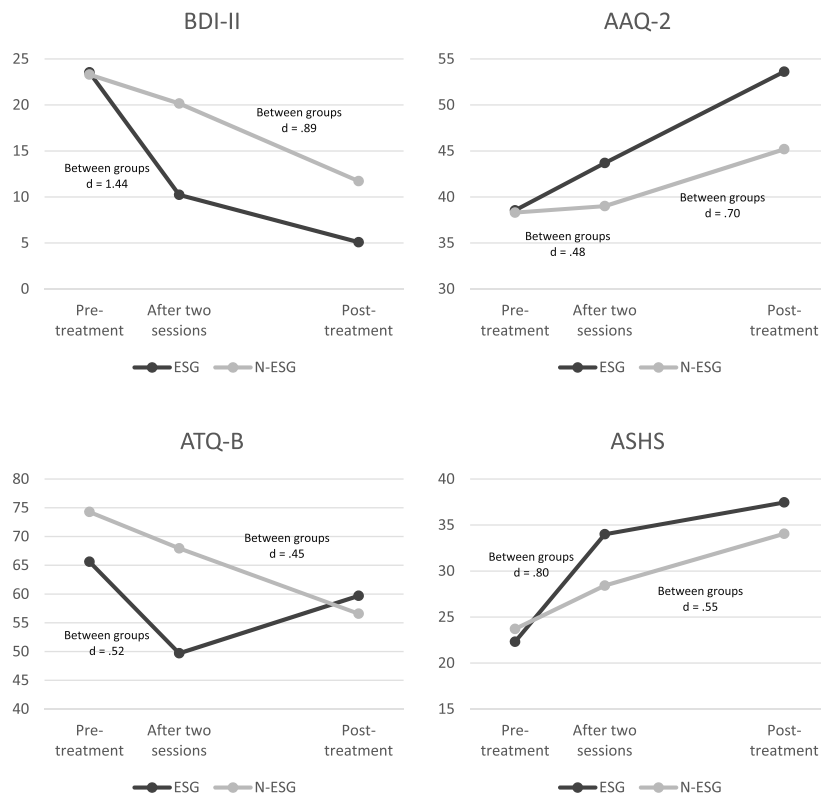 BDI-II
25
20
15
10
5
0
Between groups
d = .89
Between groups
d = 1.44
Pre-
treatment
After two
sessions
Post-
treatment
ESG
N-ESG
AAQ-2
55
50
45
40
35
30
Between groups
d = .70
Between groups
d = .48
Pre-
treatment
After two
sessions
Post-
treatment
ESG
N-ESG
ATQ-B
80
75
70
65
60
55
50
45
40
Between groups
d = .45
Between groups
d = .52
Pre-
treatment
After two
sessions
Post-
treatment
ESG
N-ESG
ASHS
40
35
30
25
20
15
Between groups
d = .80
Between groups
d = .55
Pre-
treatment
After two
sessions
Post-
treatment
ESG
N-ESG